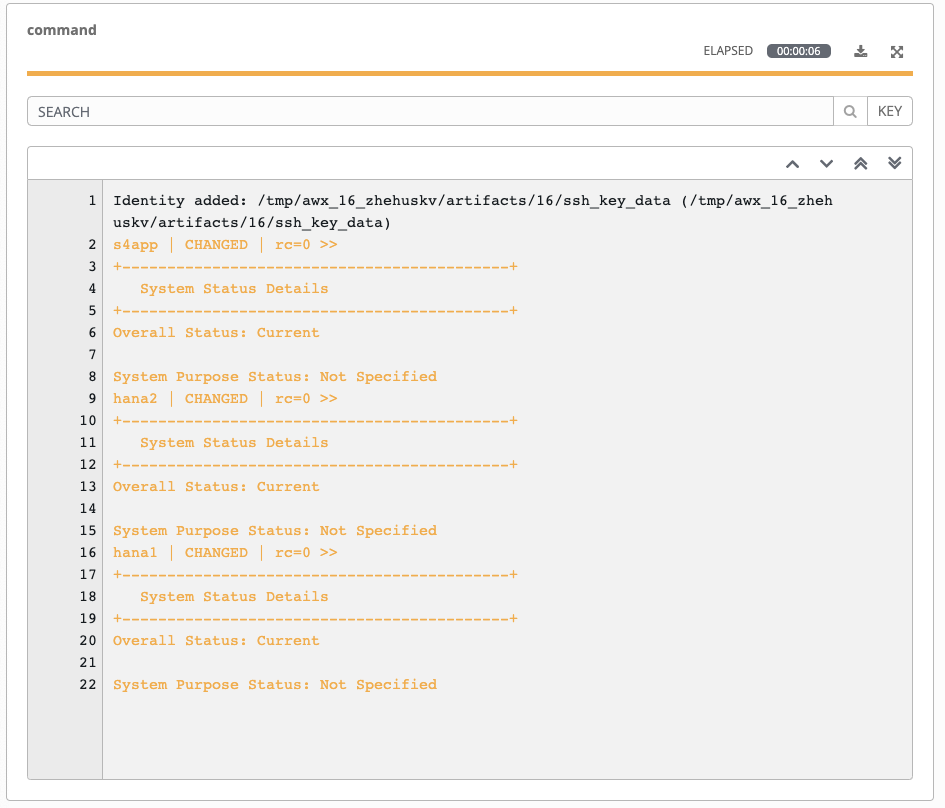 command
ELAPSED 00:00:06
SEARCH KEY
1 Identity added: /tmp/awx_16_zhehuskv/artifacts/16/ssh_key_data (/tmp/awx_16_zheh
uskv/artifacts/16/ssh_key_data)
2 s4app | CHANGED | rc=0 >>
3 +-------------------------------------------+
4 System Status Details
5 +-------------------------------------------+
6 Overall Status: Current
7
8 System Purpose Status: Not Specified
9 hana2 | CHANGED | rc=0 >>
10 +-------------------------------------------+
11 System Status Details
12 +-------------------------------------------+
13 Overall Status: Current
14
15 System Purpose Status: Not Specified
16 hana1 | CHANGED | rc=0 >>
17 +-------------------------------------------+
18 System Status Details
19 +-------------------------------------------+
20 Overall Status: Current
21
22 System Purpose Status: Not Specified